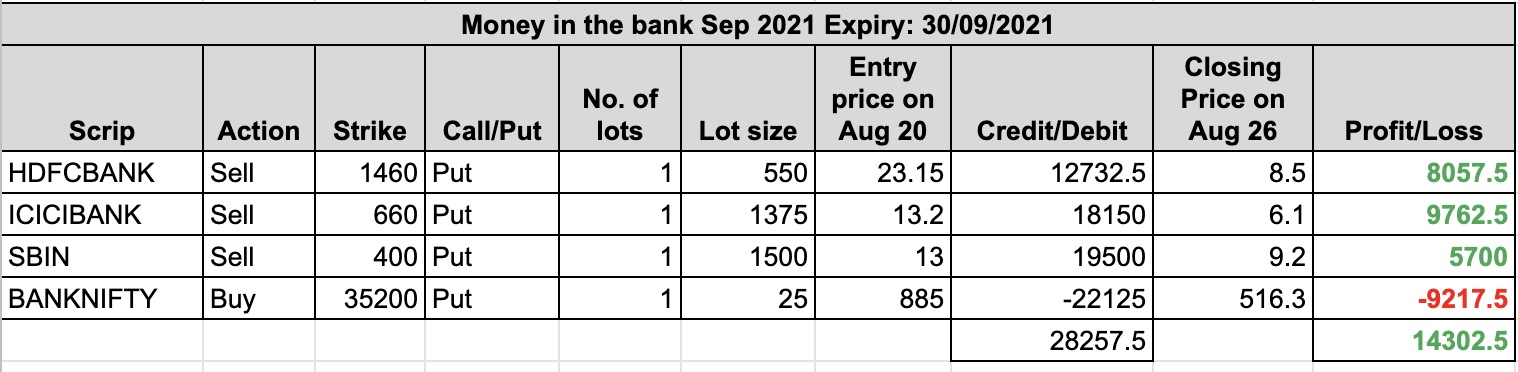 Money in the bank Sep 2021 Expiry: 30/09/2021
Scrip Action Strike Call/Put No. of lots Lot size Entry price on Aug 20 Credit/Debit Closing Price on Aug 26 Profit/Loss
HDFCBANK Sell 1460 Put 1 550 23.15 12732.5 8.5 8057.5
ICICIBANK Sell 660 Put 1 1375 13.2 18150 6.1 9762.5
SBIN Sell 400 Put 1 1500 13 19500 9.2 5700
BANKNIFTY Buy 35200 Put 1 25 885 -22125 516.3 -9217.5
28257.5 14302.5